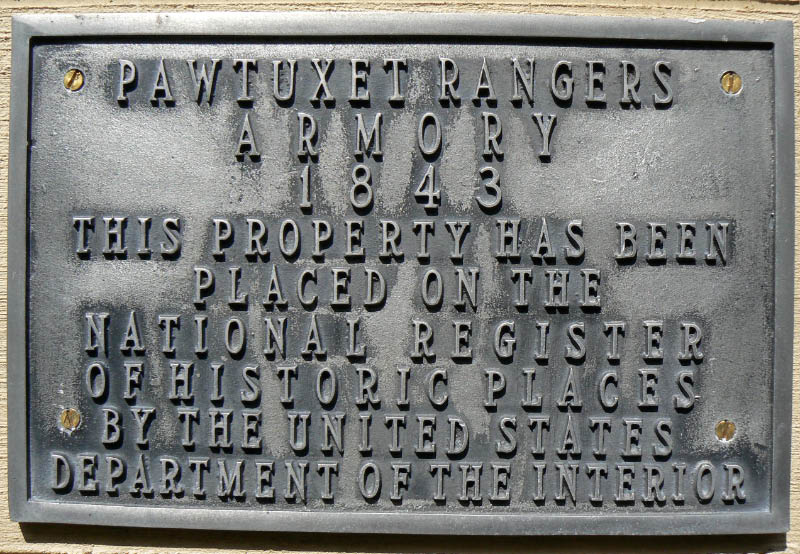 PAWTUXET RANGERS
ARMORY
1843
THIS PROPERTY HAS BEEN
PLACED ON THE
NATIONAL REGISTER
OF HISTORIC PLACES
BY THE UNITED STATES
DEPARTMENT OF THE INTERIOR